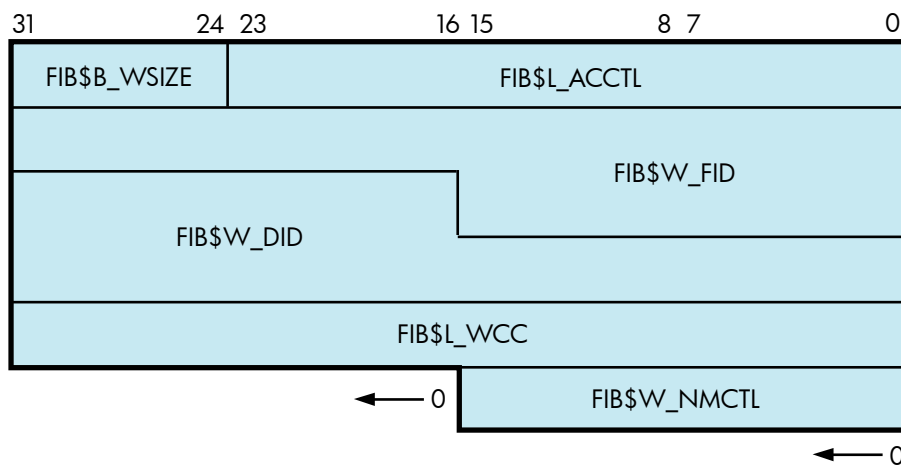 31 24 23 16 15 8 7 0
FIB$B_WSIZE FIB$L_ACCTL
FIB$W_FID
FIB$W_DID
FIB$L_WCC
0 FIB$W_NMCTL
0